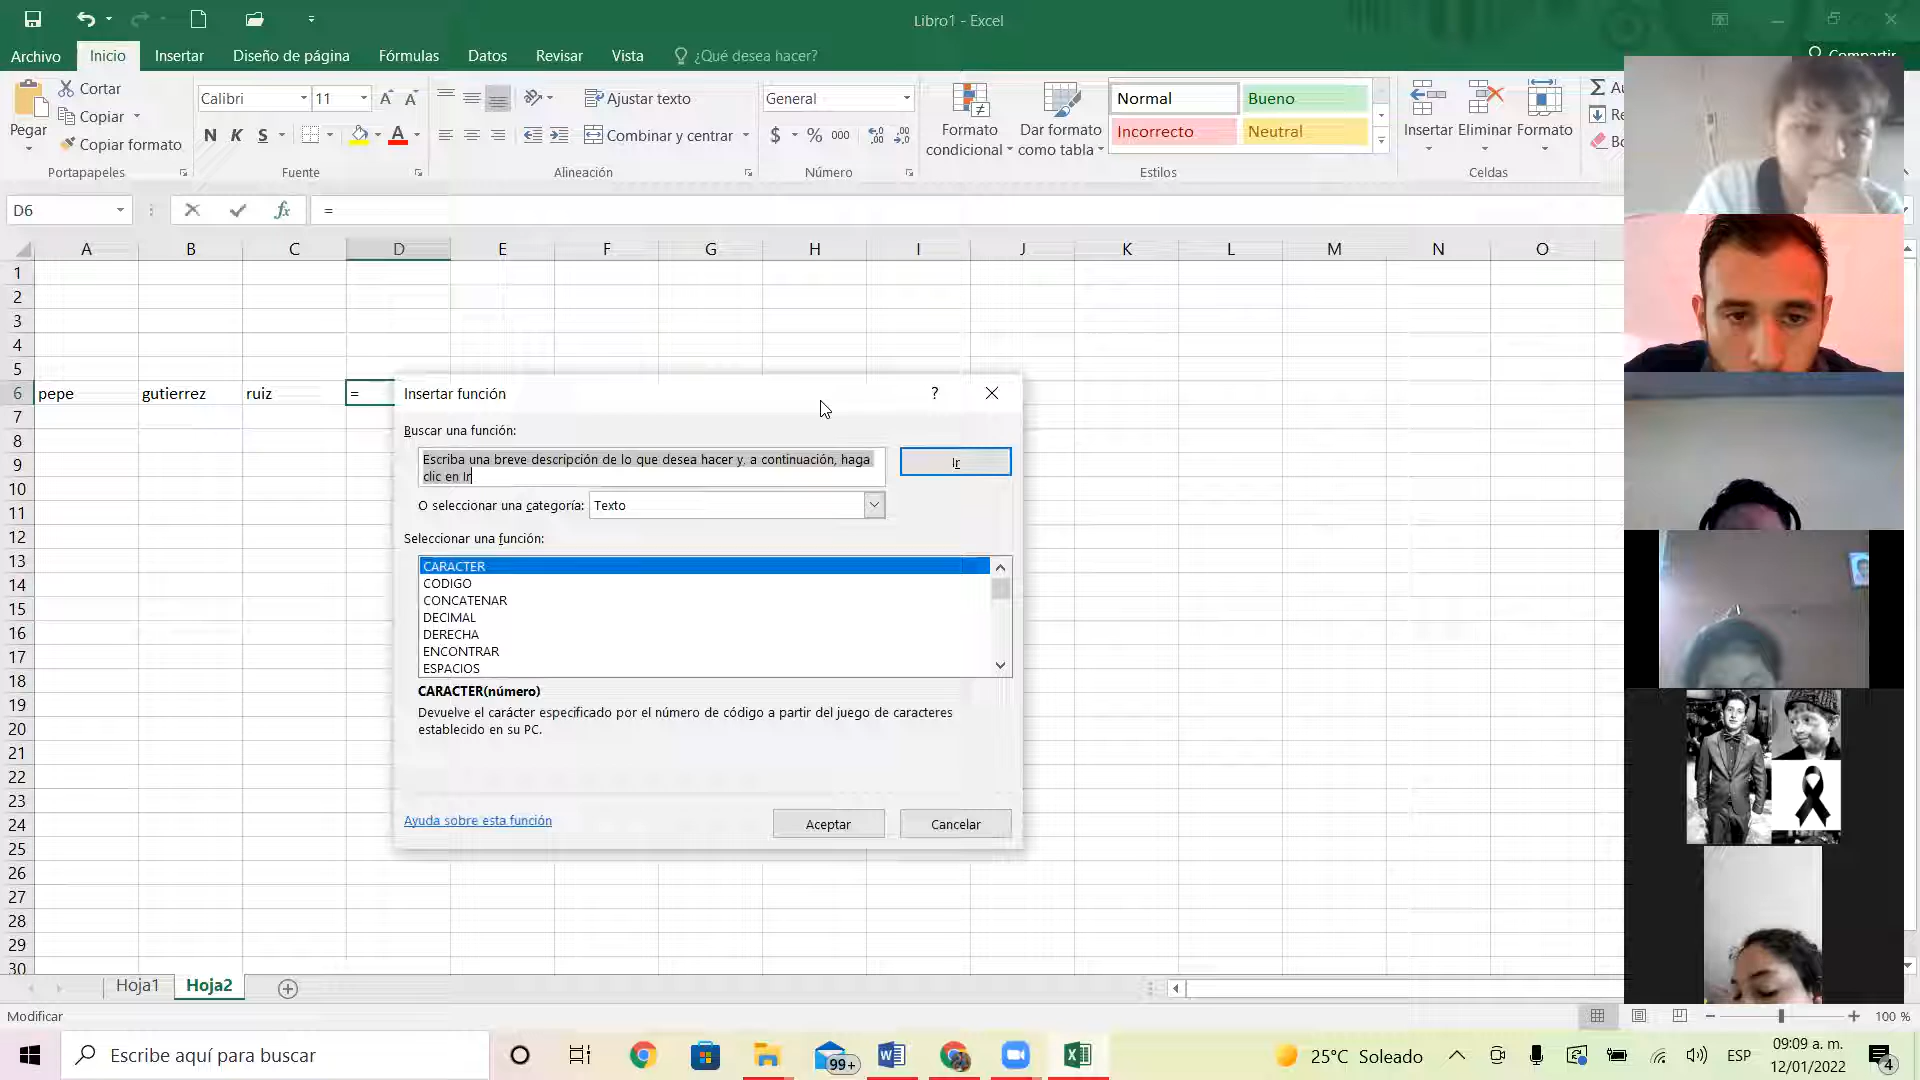 Libro1 - Excel
Archivo Inicio Insertar Diseño de página Fórmulas Datos Revisar Vista ¿Qué desea hacer? Compartir
Pegar
Cortar
Copiar
Copiar formato
Portapapeles
Calibri 11
N K S
Fuente
Ajustar texto
Combinar y centrar
Alineación
General
$ % 000
Número
Formato condicional
Dar formato como tabla
Normal Bueno
Incorrecto Neutral
Estilos
Insertar Eliminar Formato
Celdas
D6 fx =
A B C D E F G H I J K L M N O
1
2
3
4
5
6 pepe gutierrez ruiz =
7
8
9
10
11
12
13
14
15
16
17
18
19
20
21
22
23
24
25
26
27
28
29
30
Insertar función ?
Buscar una función:
Escriba una breve descripción de lo que desea hacer y, a continuación, haga
clic en Ir
Ir
O seleccionar una categoría: Texto
Seleccionar una función:
CARACTER
CODIGO
CONCATENAR
DECIMAL
DERECHA
ENCONTRAR
ESPACIOS
CARACTER(número)
Devuelve el carácter especificado por el número de código a partir del juego de caracteres
establecido en su PC.
Ayuda sobre esta función
Aceptar Cancelar
Hoja1 Hoja2
Modificar 100 %
Escribe aquí para buscar 99+ 25°C Soleado ESP
09:09 a. m.
12/01/2022
4